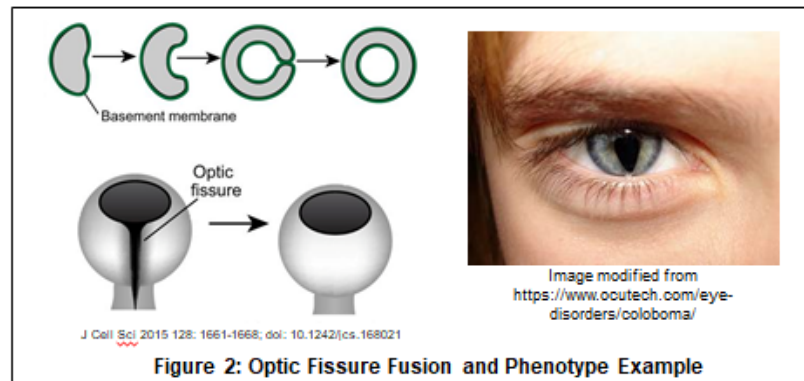 Basement membrane
Optic
fissure
J Cell Sci 2015 128: 1661-1668; doi: 10.1242/jcs.168021
Image modified from
https://www.ocutech.com/eye-
disorders/coloboma/
Figure 2: Optic Fissure Fusion and Phenotype Example